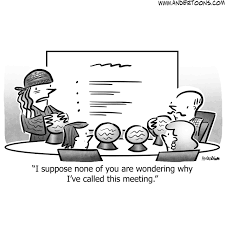 WWW.ANDERTOONS.COM
"I suppose none of you are wondering why
I've called this meeting."